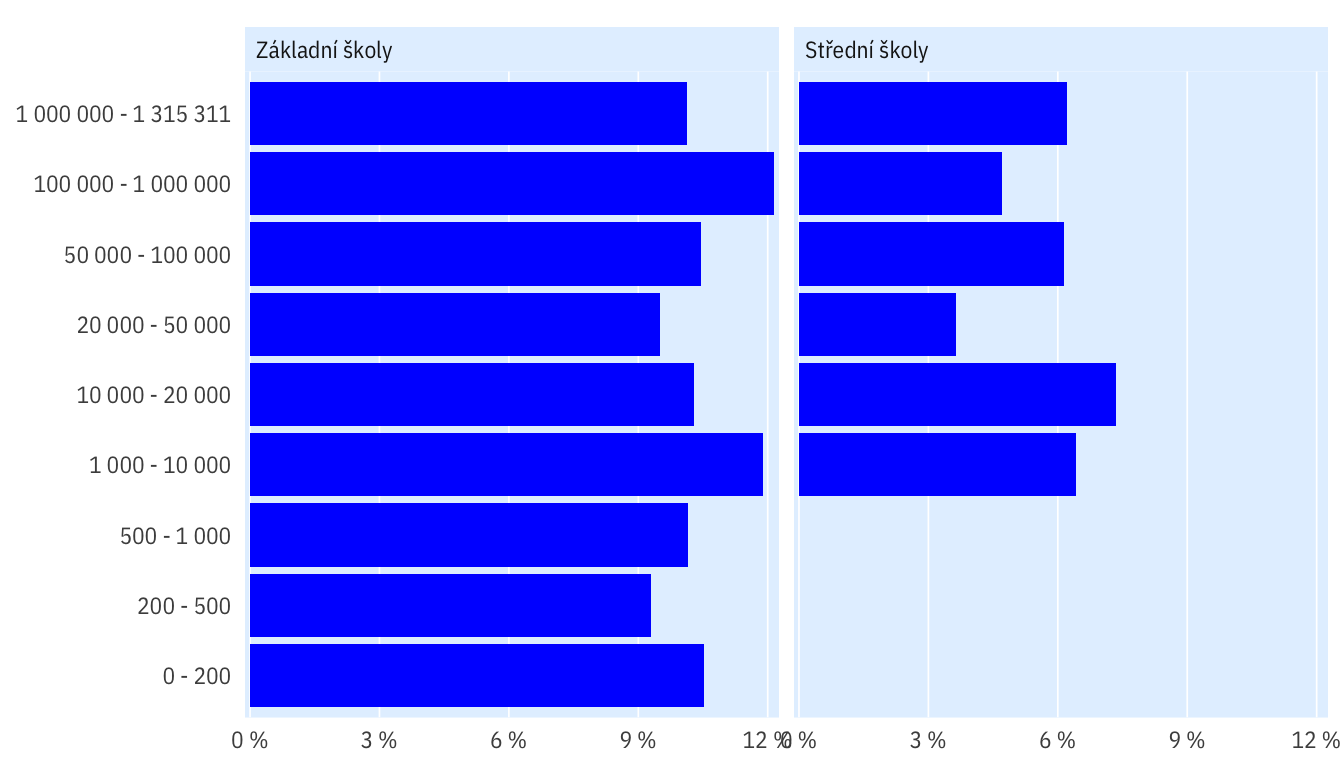 Základní školy
Střední školy
1 000 000 - 1 315 311
100 000 - 1 000 000
50 000 - 100 000
20 000 - 50 000
10 000 - 20 000
1 000 - 10 000
500 - 1 000
200 - 500
0 - 200
0 % 3 % 6 % 9 % 12 %
0 % 3 % 6 % 9 % 12 %